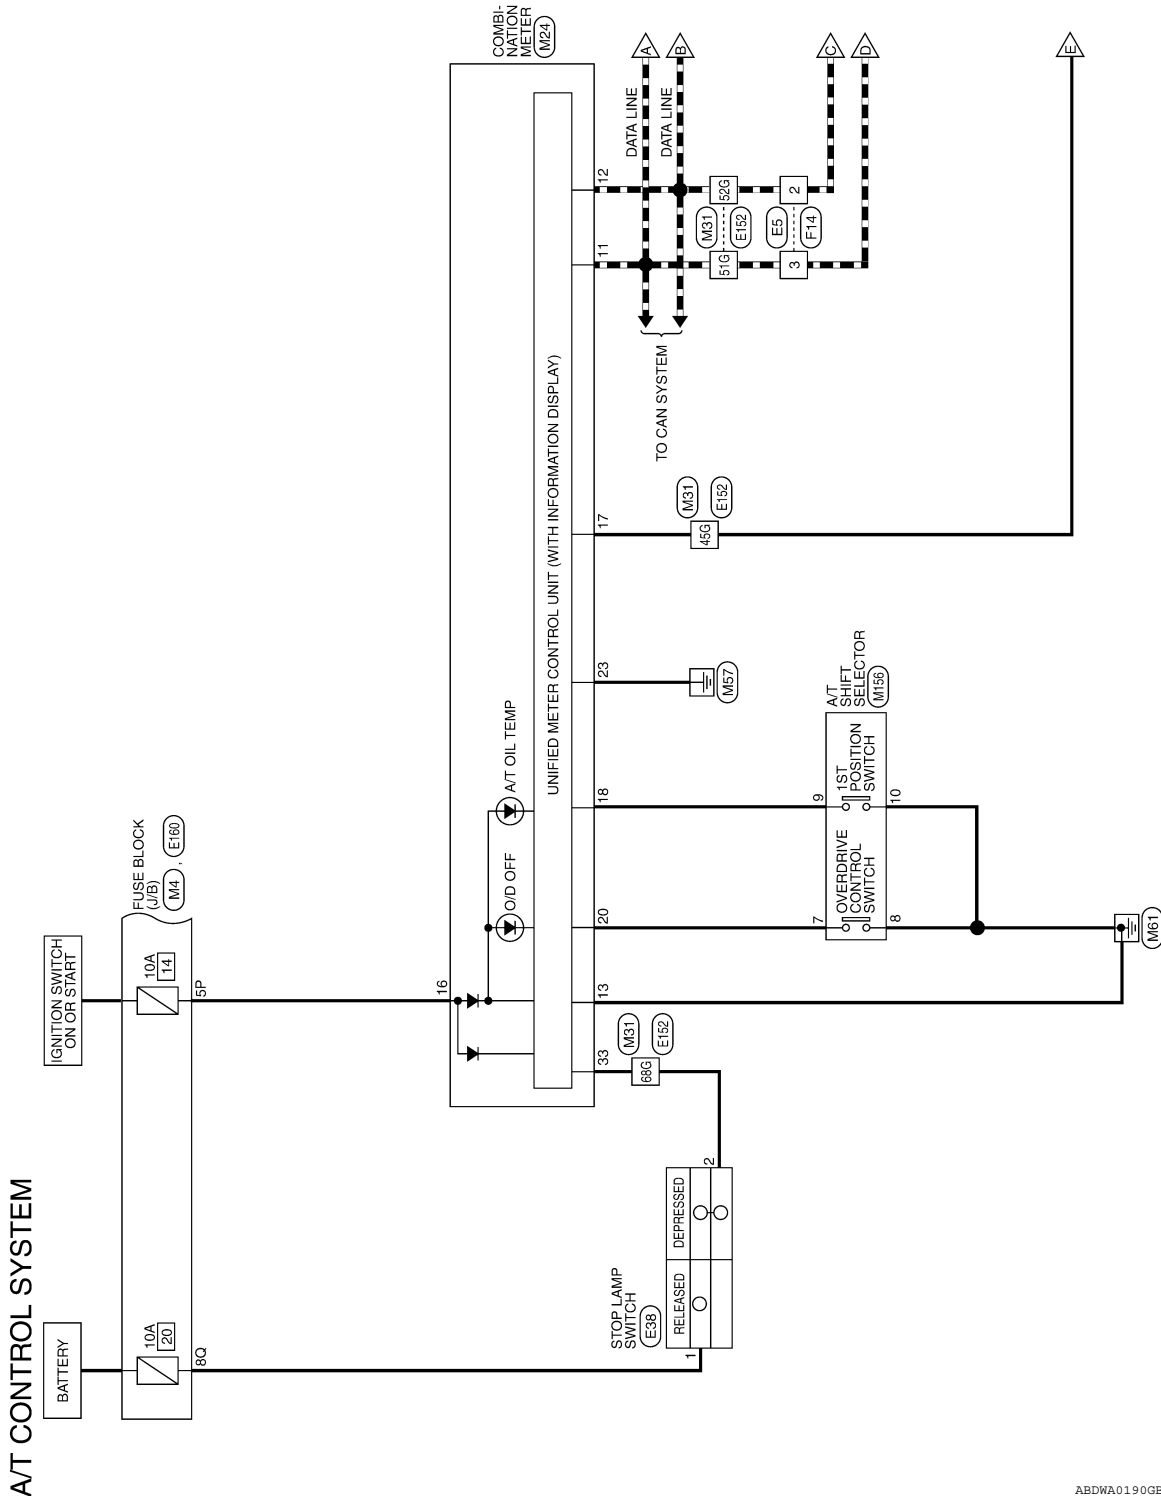 A/T CONTROL SYSTEM
BATTERY
IGNITION SWITCH
ON OR START
10A
20
8Q
10A
14
5P
FUSE BLOCK
(J/B)
M4 , E160
COMBI-
NATION
METER
M24
16
O/D OFF
A/T OIL TEMP
UNIFIED METER CONTROL UNIT (WITH INFORMATION DISPLAY)
33
13
20
18
23
17
11
12
STOP LAMP
SWITCH
E38
RELEASED
DEPRESSED
1
2
68G
M31
E152
7
9
OVERDRIVE
CONTROL
SWITCH
1ST
POSITION
SWITCH
8
10
A/T
SHIFT
SELECTOR
M156
M61
M57
45G
M31
E152
TO CAN SYSTEM
DATA LINE
DATA LINE
51G
M31
E152
52G
3
E5
F14
2
A
B
C
D
E
ABDWA0190GB